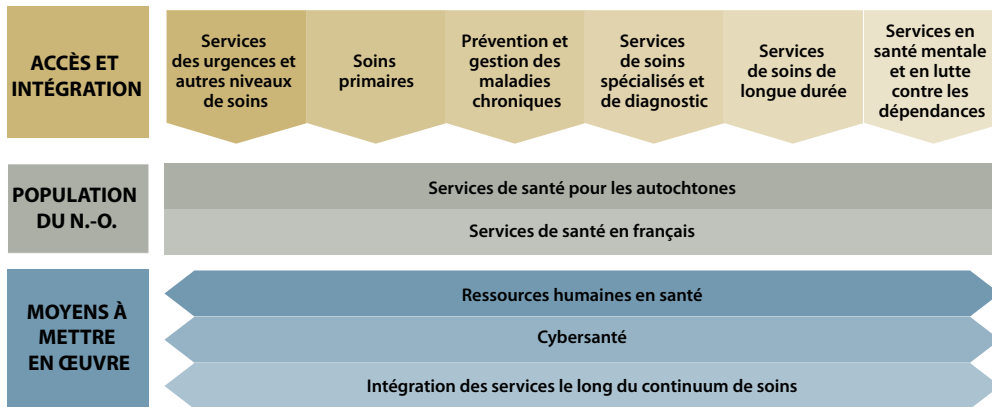 ACCÈS ET
INTÉGRATION
Services
des urgences et
autres niveaux
de soins
Soins
primaires
Prévention et
gestion des
maladies
chroniques
Services
de soins
spécialisés et
de diagnostic
Services
de soins de
longue durée
Services en
santé mentale
et en lutte
contre les
dépendances
POPULATION
DU N.-O.
Services de santé pour les autochtones
Services de santé en français
MOYENS À
METTRE
EN ŒUVRE
Ressources humaines en santé
Cybersanté
Intégration des services le long du continuum de soins